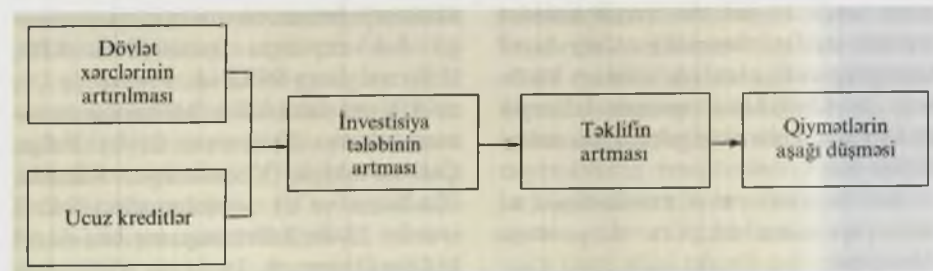 Dövlət
xərclərinin
artırılması
Ucuz kreditlər
İnvestisiya
tələbinin
artması
Təklifin
artması
Qiymətlərin
aşağı düşməsi